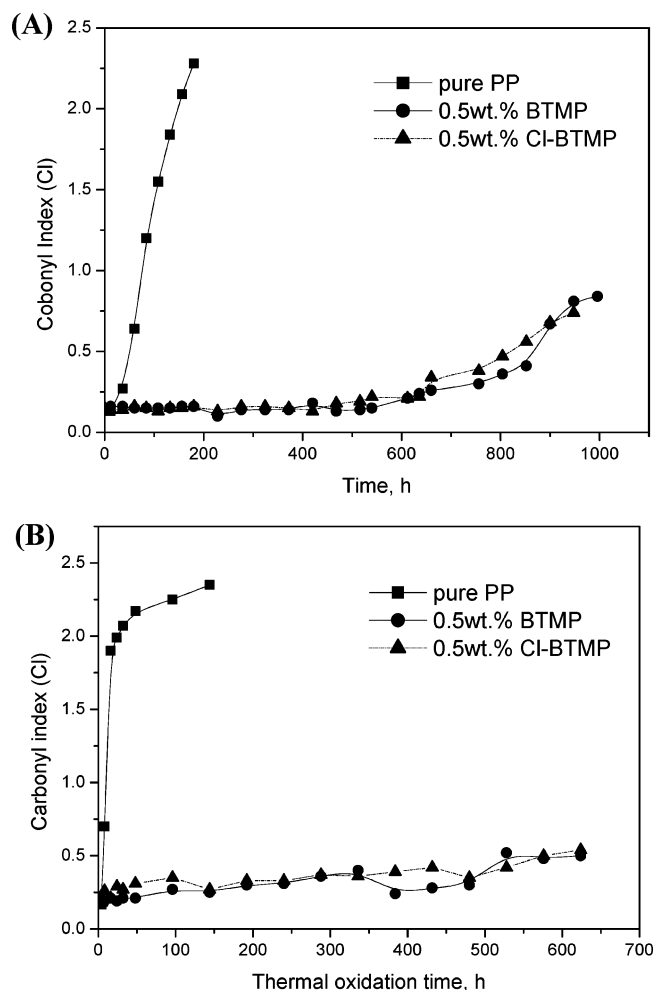 (A)
2.5
2.0
1.5
1.0
0.5
0.0
Cobonyl Index (CI)
pure PP
0.5wt.% BTMP
0.5wt.% Cl-BTMP
0 200 400 600 800 1000
Time, h
(B)
2.5
2.0
1.5
1.0
0.5
0.0
Carbonyl index (CI)
pure PP
0.5wt.% BTMP
0.5wt.% Cl-BTMP
0 100 200 300 400 500 600 700
Thermal oxidation time, h